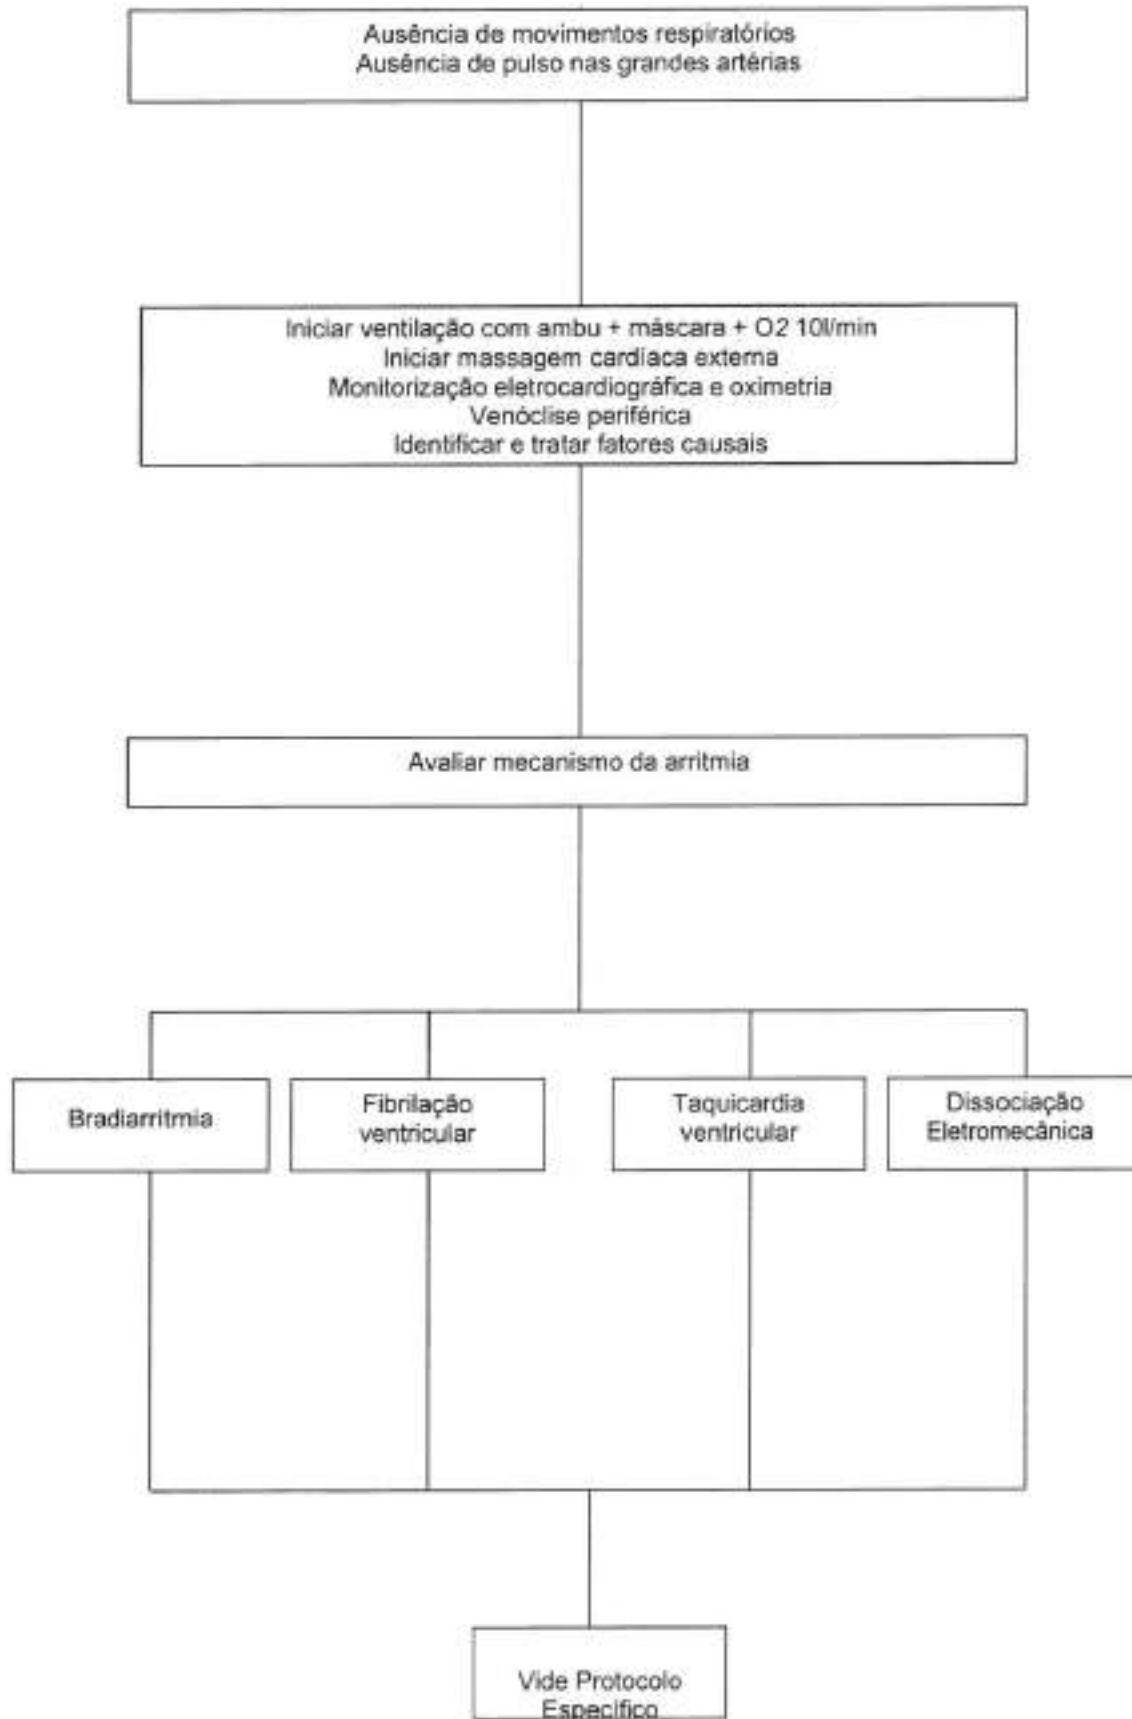 Ausência de movimentos respiratórios
Ausência de pulso nas grandes artérias
Iniciar ventilação com ambu + máscara + O2 10l/min
Iniciar massagem cardíaca externa
Monitorização eletrocardiográfica e oximetria
Venóclise periférica
Identificar e tratar fatores causais
Avaliar mecanismo da arritmia
Bradiarritmia
Fibrilação
ventricular
Taquicardia
ventricular
Dissociação
Eletromecânica
Vide Protocolo
Específico